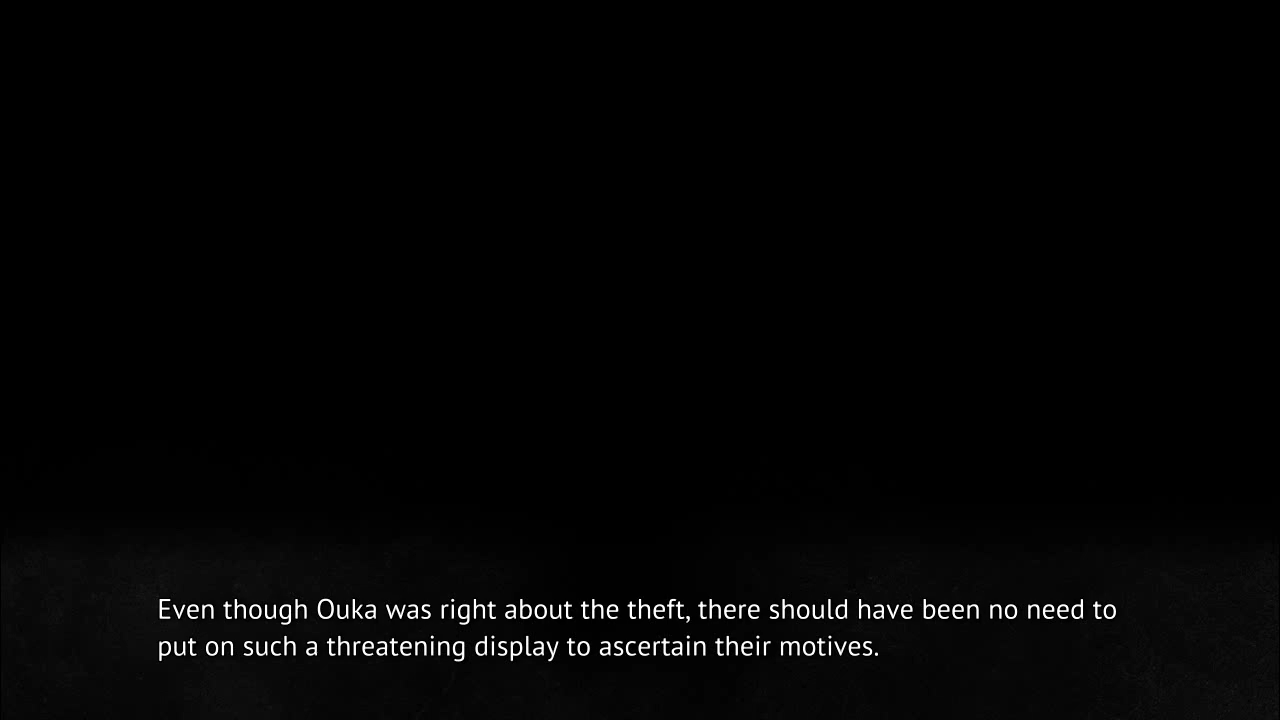 Even though Ouka was right about the theft, there should have been no need to
put on such a threatening display to ascertain their motives.